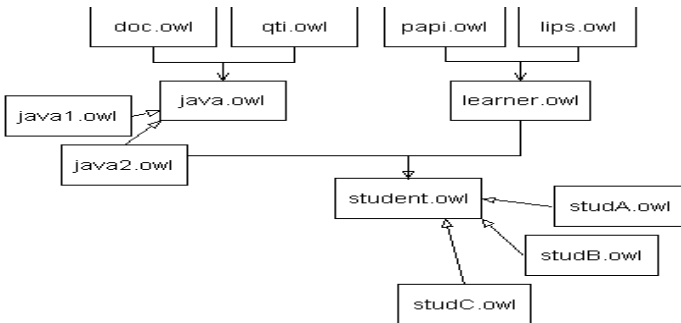 doc.owl
qti.owl
papi.owl
lips.owl
java.owl
learner.owl
java1.owl
java2.owl
student.owl
studA.owl
studB.owl
studC.owl